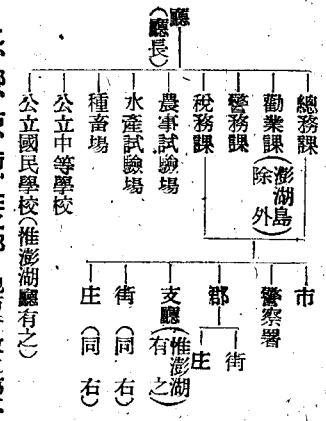 廳
(廳長)
總務課
勸業課(澎湖島除外)
警務課
稅務課
農事試驗場
水產試驗場
種畜場
公立中等學校
公立國民學校(惟澎湖廳有之)
市
警察署
郡
街
庄
支廳(惟澎湖有之)
街(同右)
庄(同右)